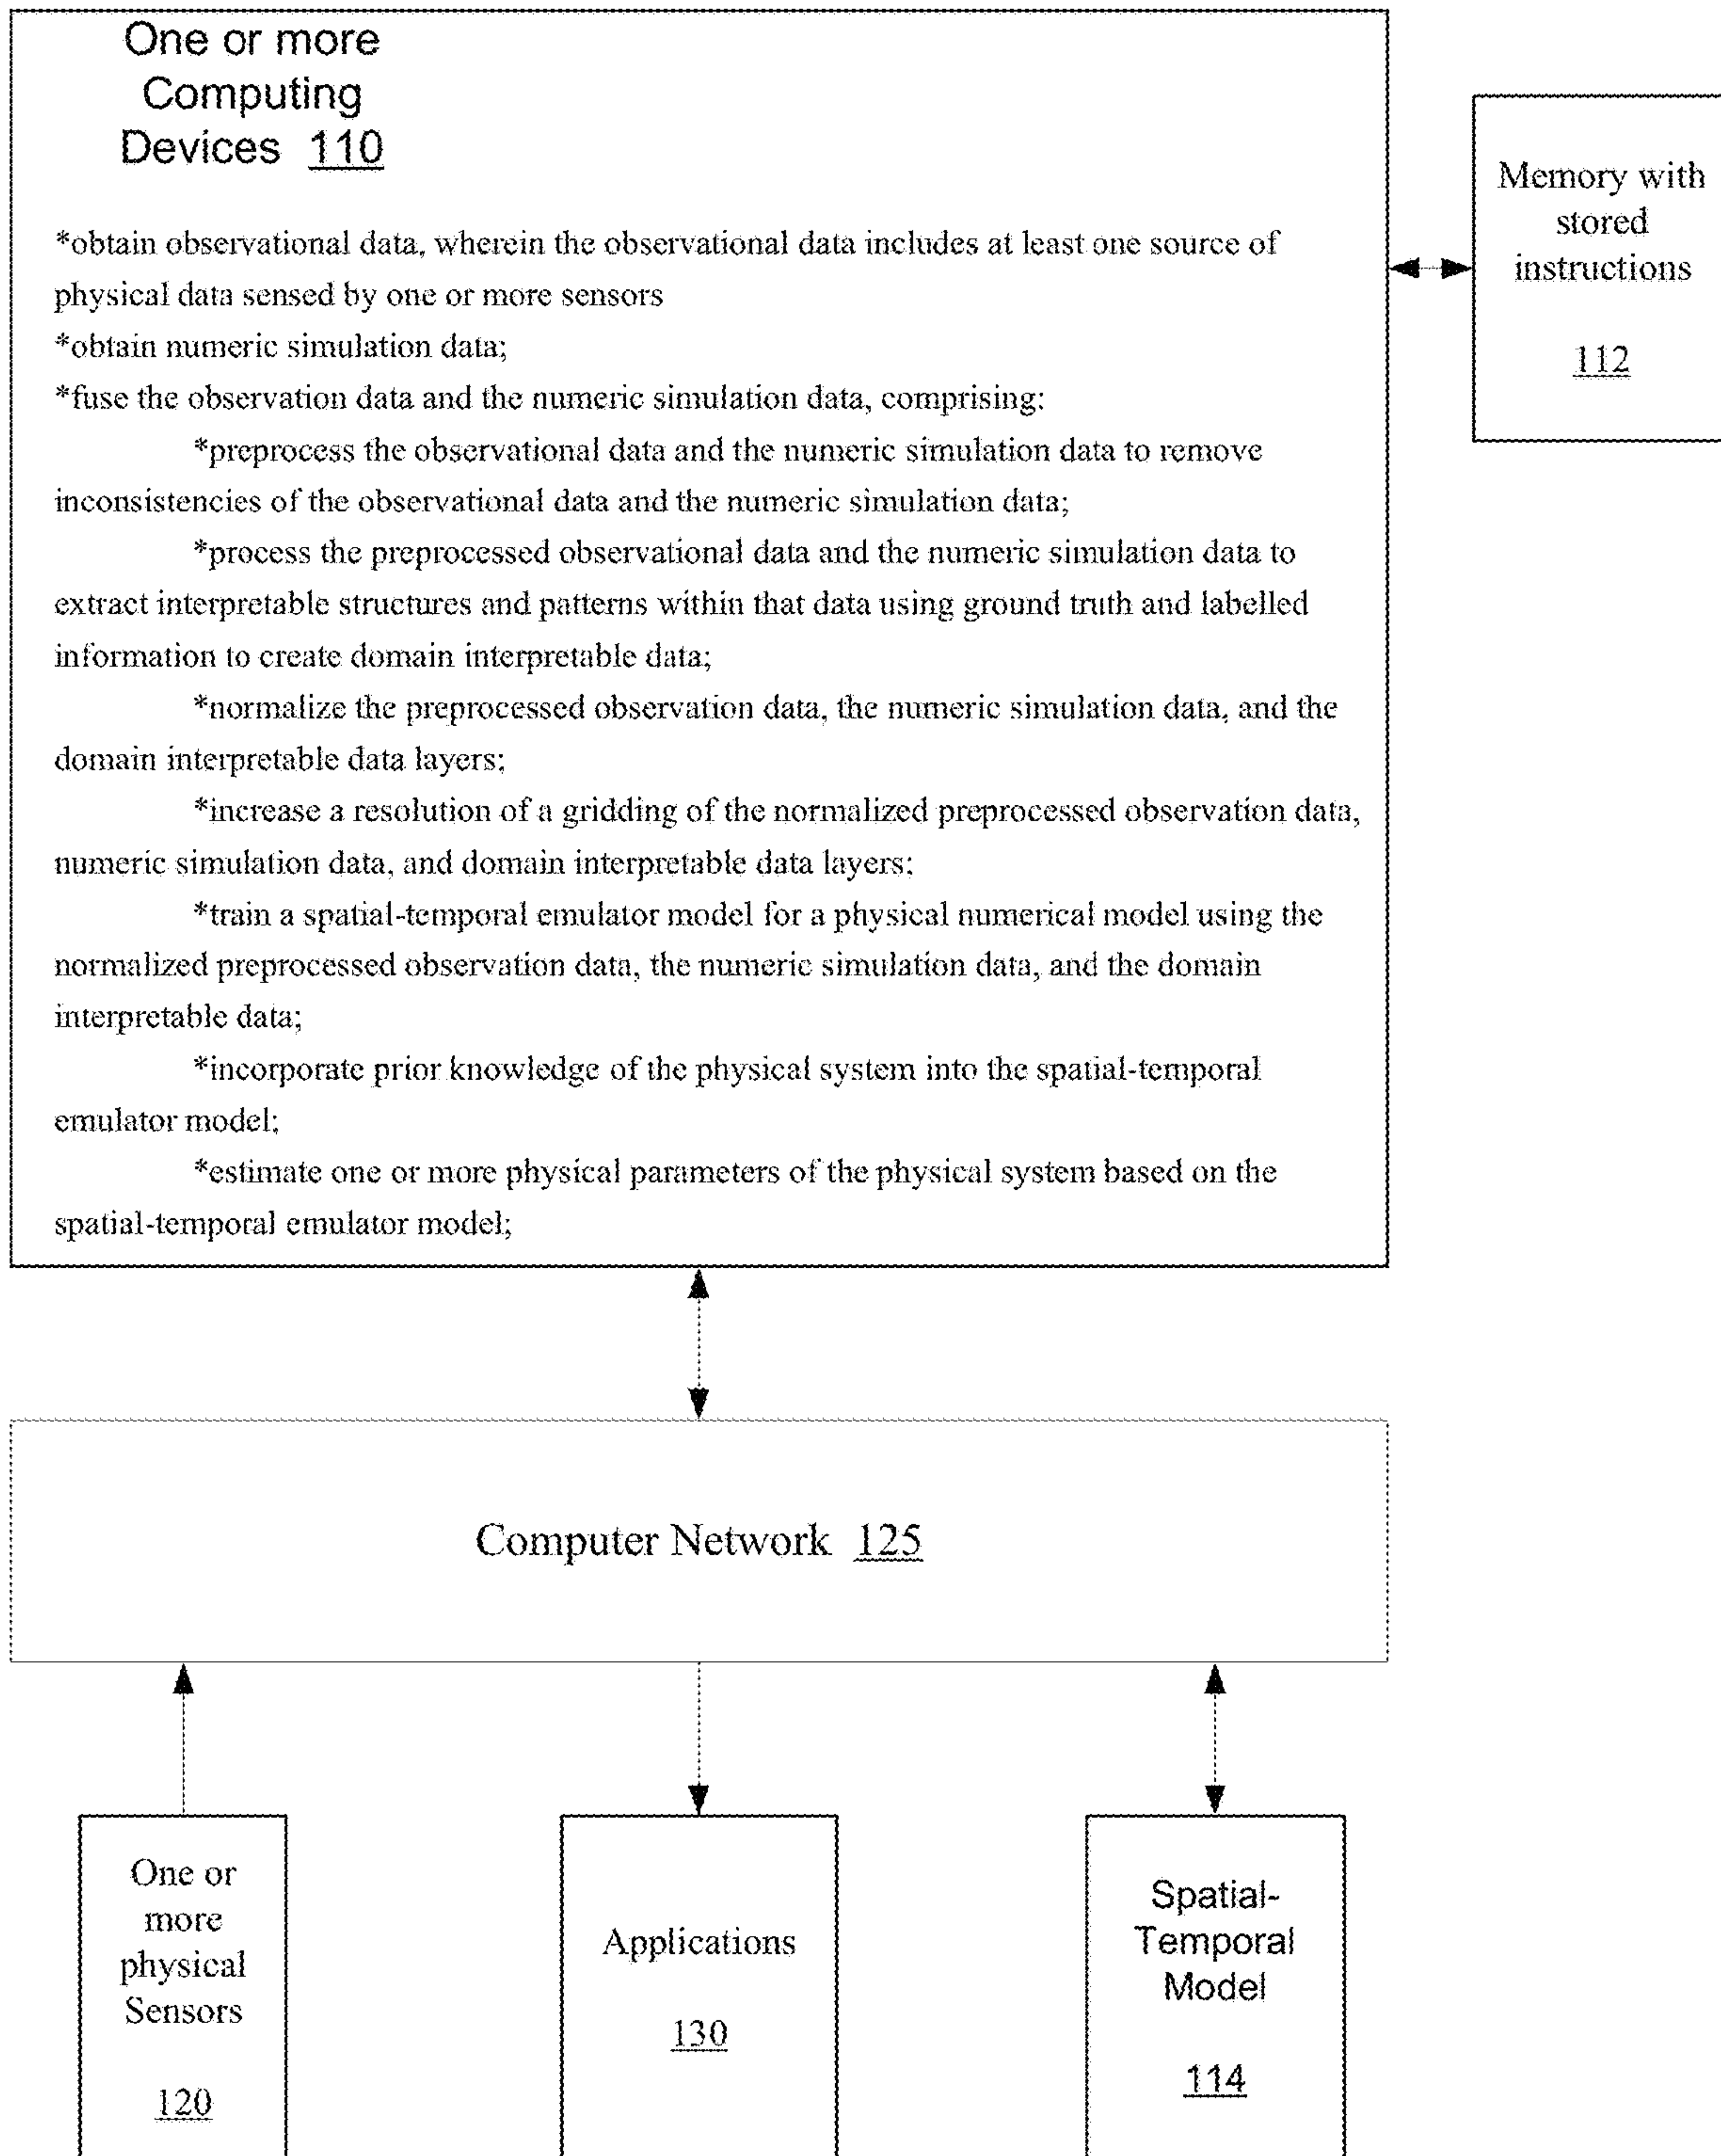 One or more
Computing
Devices 110
*obtain observational data, wherein the observational data includes at least one source of
physical data sensed by one or more sensors
*obtain numeric simulation data;
*fuse the observation data and the numeric simulation data, comprising:
*preprocess the observational data and the numeric simulation data to remove
inconsistencies of the observational data and the numeric simulation data;
*process the preprocessed observational data and the numeric simulation data to
extract interpretable structures and patterns within that data using ground truth and labelled
information to create domain interpretable data;
*normalize the preprocessed observation data, the numeric simulation data, and the
domain interpretable data layers;
*increase a resolution of a gridding of the normalized preprocessed observation data,
numeric simulation data, and domain interpretable data layers;
*train a spatial-temporal emulator model for a physical numerical model using the
normalized preprocessed observation data, the numeric simulation data, and the domain
interpretable data;
*incorporate prior knowledge of the physical system into the spatial-temporal
emulator model;
*estimate one or more physical parameters of the physical system based on the
spatial-temporal emulator model;
Memory with
stored
instructions
112
Computer Network 125
One or
more
physical
Sensors
120
Applications
130
Spatial-
Temporal
Model
114